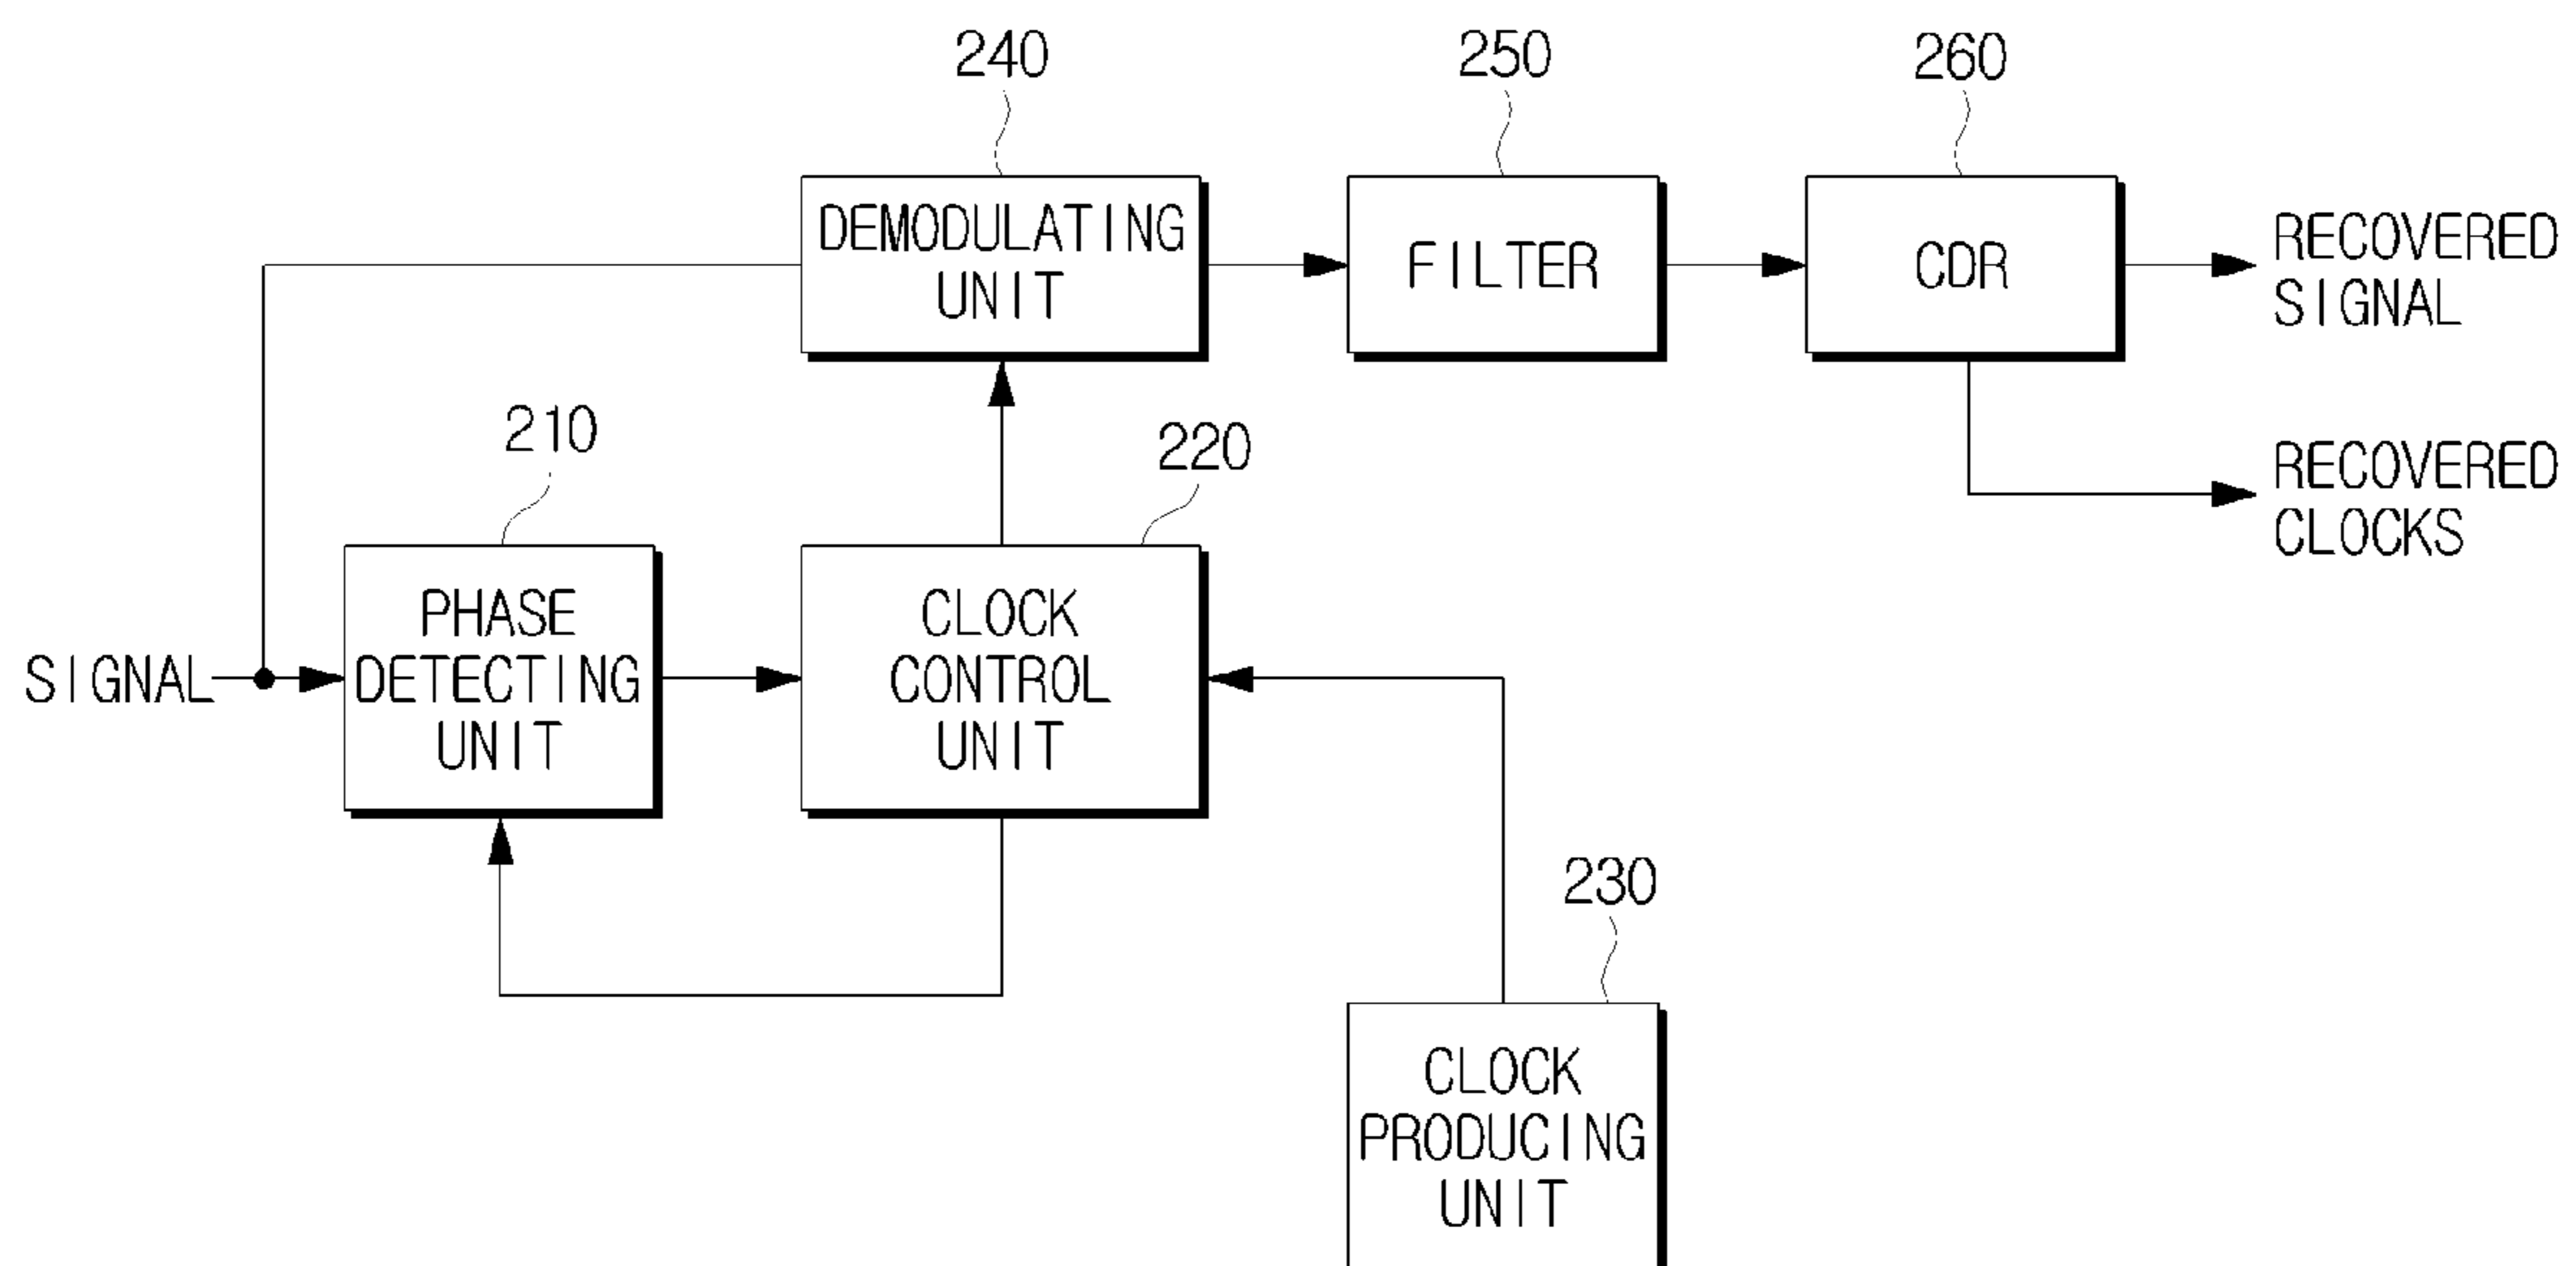 240
250
260
DEMODULATING
UNIT
FILTER
CDR
RECOVERED
SIGNAL
210
220
RECOVERED
CLOCKS
SIGNAL
PHASE
DETECTING
UNIT
CLOCK
CONTROL
UNIT
230
CLOCK
PRODUCING
UNIT